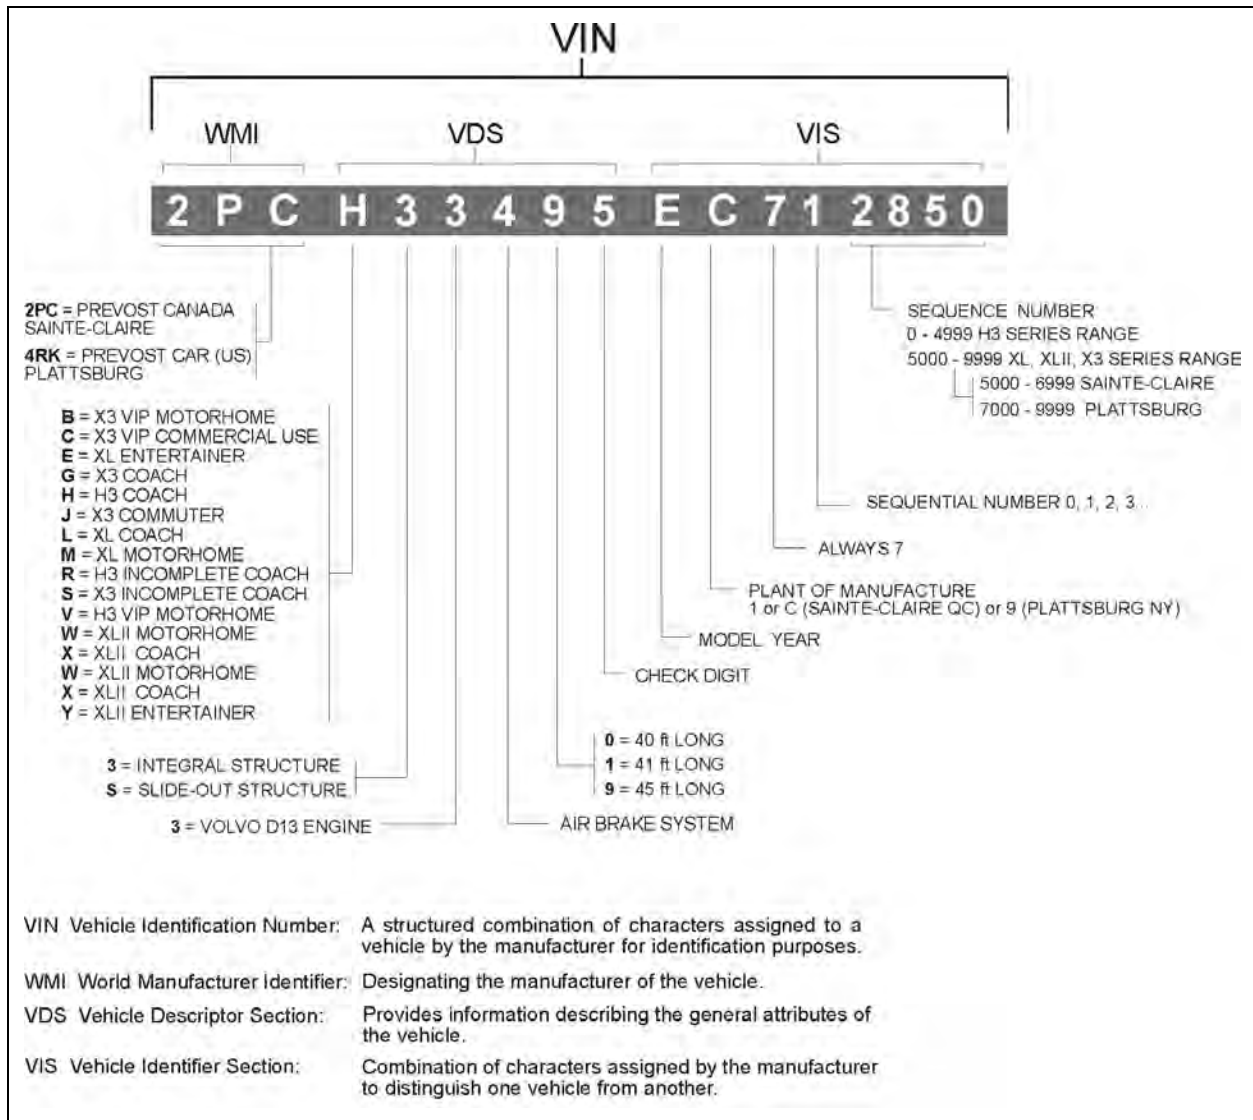 VIN
WMI
VDS
VIS
2 P C H 3 3 4 9 5 E C 7 1 2 8 5 0
2PC = PREVOST CANADA
SAINTE-CLAIRE
4RK = PREVOST CAR (US)
PLATTSBURG
B = X3 VIP MOTORHOME
C = X3 VIP COMMERCIAL USE
E = XL ENTERTAINER
G = X3 COACH
H = H3 COACH
J = X3 COMMUTER
L = XL COACH
M = XL MOTORHOME
R = H3 INCOMPLETE COACH
S = X3 INCOMPLETE COACH
V = H3 VIP MOTORHOME
W = XLII MOTORHOME
X = XLII COACH
W = XLII MOTORHOME
X = XLII COACH
Y = XLII ENTERTAINER
3 = INTEGRAL STRUCTURE
S = SLIDE-OUT STRUCTURE
3 = VOLVO D13 ENGINE
AIR BRAKE SYSTEM
0 = 40 ft LONG
1 = 41 ft LONG
9 = 45 ft LONG
CHECK DIGIT
MODEL YEAR
PLANT OF MANUFACTURE
1 or C (SAINTE-CLAIRE QC) or 9 (PLATTSBURG NY)
ALWAYS 7
SEQUENTIAL NUMBER 0, 1, 2, 3...
SEQUENCE NUMBER
0 - 4999 H3 SERIES RANGE
5000 - 9999 XL, XLII, X3 SERIES RANGE
5000 - 6999 SAINTE-CLAIRE
7000 - 9999 PLATTSBURG
VIN Vehicle Identification Number: A structured combination of characters assigned to a
vehicle by the manufacturer for identification purposes.
WMI World Manufacturer Identifier: Designating the manufacturer of the vehicle.
VDS Vehicle Descriptor Section: Provides information describing the general attributes of
the vehicle.
VIS Vehicle Identifier Section: Combination of characters assigned by the manufacturer
to distinguish one vehicle from another.